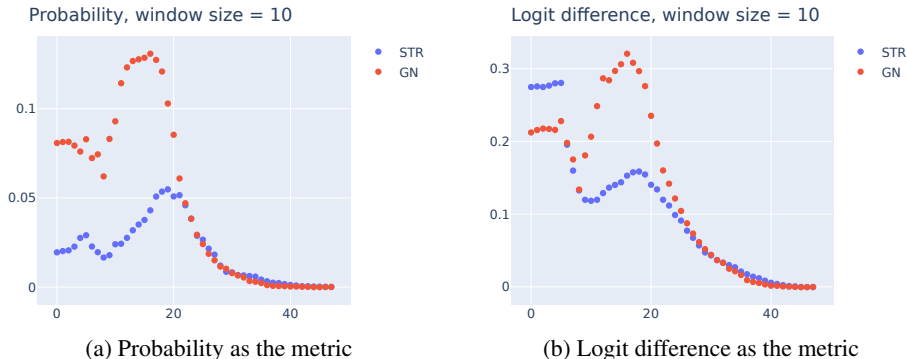 Probability, window size = 10
STR
GN
0.1
0.05
0
0
20
40
(a) Probability as the metric
Logit difference, window size = 10
STR
GN
0.3
0.2
0.1
0
0
20
40
(b) Logit difference as the metric